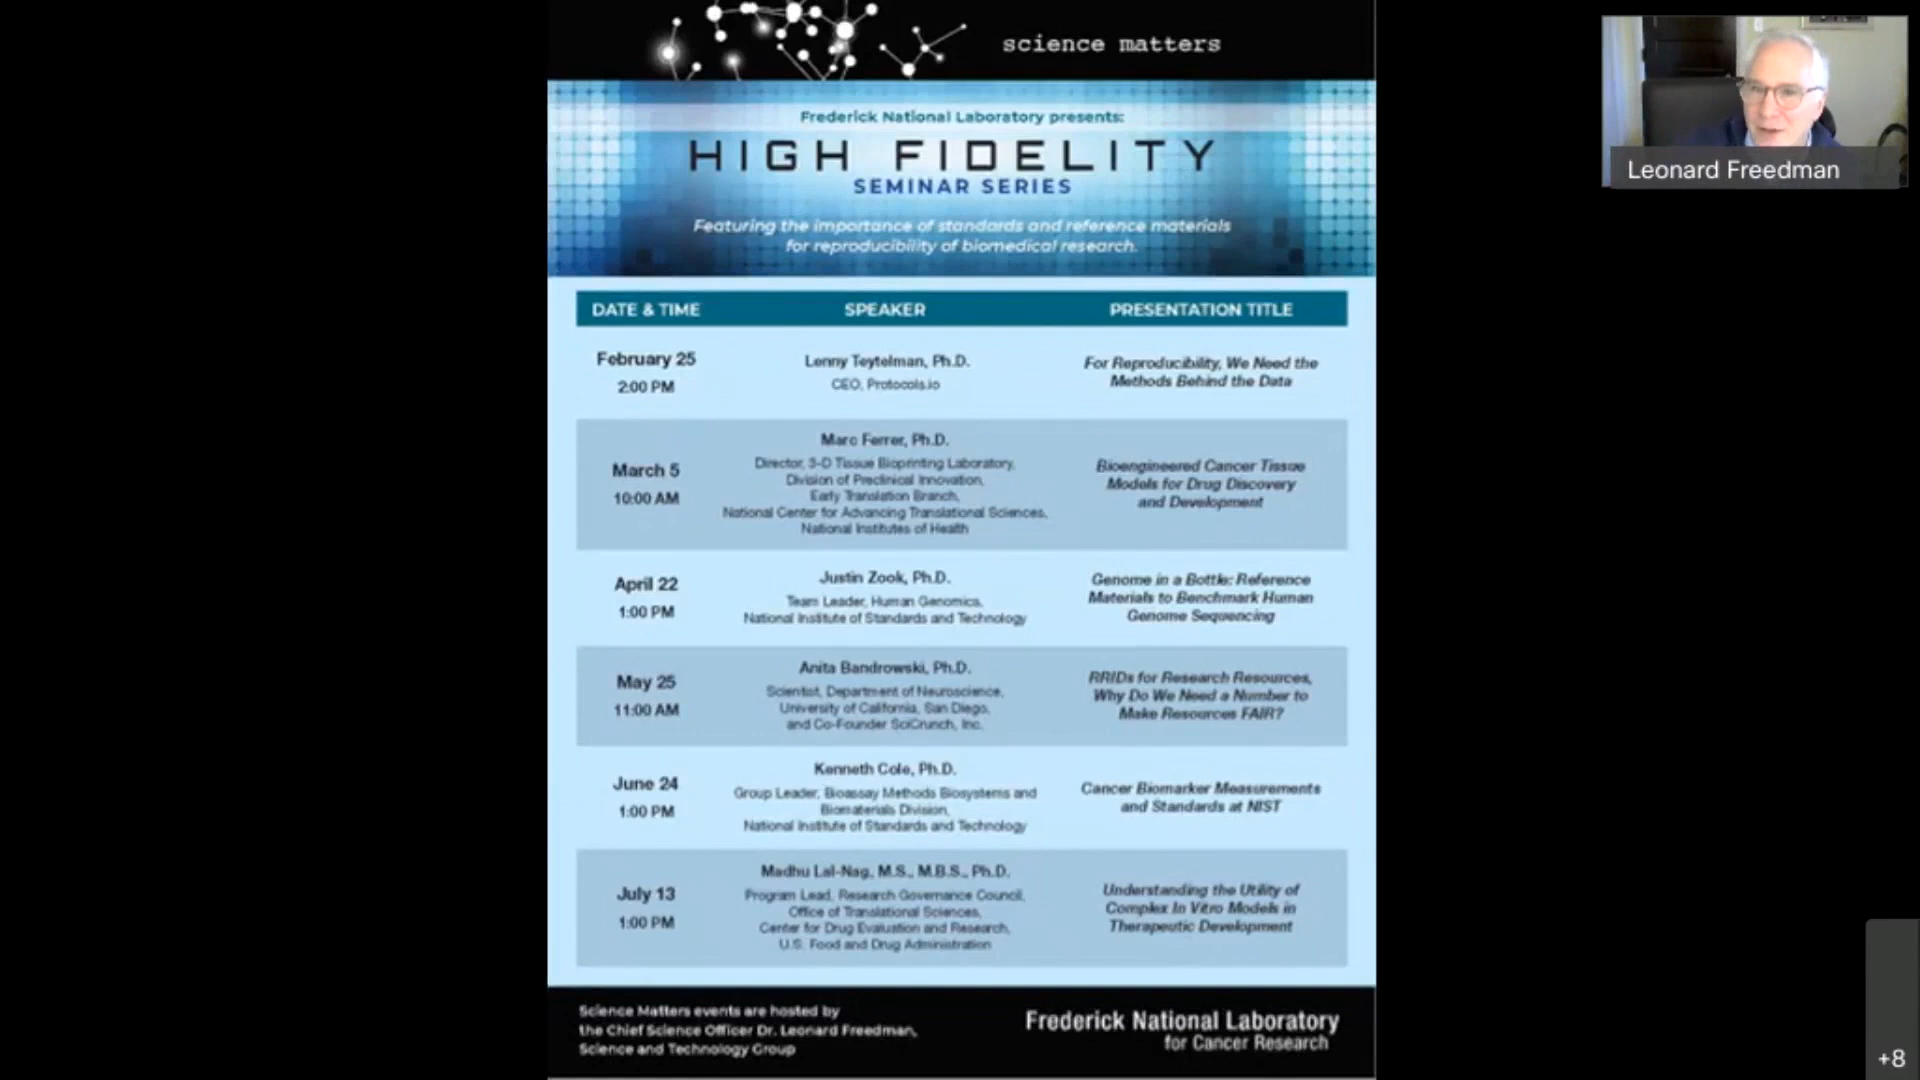 science matters
Frederick National Laboratory presents:
HIGH FIDELITY
SEMINAR SERIES
Featuring the importance of standards and reference materials
for reproducibility of biomedical research.
DATE & TIME
SPEAKER
PRESENTATION TITLE
February 25
2:00 PM
Lenny Teytelman, Ph.D.
CEO, Protocols.io
For Reproducibility, We Need the
Methods Behind the Data
March 5
10:00 AM
Marc Ferrer, Ph.D.
Director, 3-D Tissue Bioprinting Laboratory,
Division of Preclinical Innovation,
Early Translation Branch,
National Center for Advancing Translational Sciences,
National Institutes of Health
Bioengineered Cancer Tissue
Models for Drug Discovery
and Development
April 22
1:00 PM
Justin Zook, Ph.D.
Team Leader, Human Genomics,
National Institute of Standards and Technology
Genome in a Bottle: Reference
Materials to Benchmark Human
Genome Sequencing
May 25
11:00 AM
Anita Bandrowski, Ph.D.
Scientist, Department of Neuroscience,
University of California, San Diego,
and Co-Founder SciCrunch, Inc.
RRIDs for Research Resources,
Why Do We Need a Number to
Make Resources FAIR?
June 24
1:00 PM
Kenneth Cole, Ph.D.
Group Leader, Bioassay Methods Biosystems and
Biomaterials Division,
National Institute of Standards and Technology
Cancer Biomarker Measurements
and Standards at NIST
July 13
1:00 PM
Madhu Lal-Nag, M.S., M.B.S., Ph.D.
Program Lead, Research Governance Council,
Office of Translational Sciences,
Center for Drug Evaluation and Research,
U.S. Food and Drug Administration
Understanding the Utility of
Complex In Vitro Models in
Therapeutic Development
Science Matters events are hosted by
the Chief Science Officer Dr. Leonard Freedman,
Science and Technology Group
Frederick National Laboratory
for Cancer Research
Leonard Freedman
+8